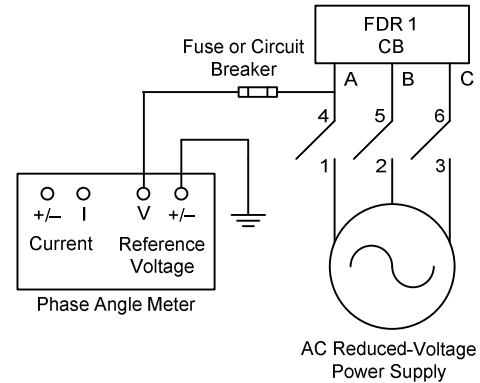 FDR 1
CB
Fuse or Circuit
Breaker
A B C
4 5 6
1 2 3
+/– I V +/–
Current Reference
Voltage
Phase Angle Meter
AC Reduced-Voltage
Power Supply